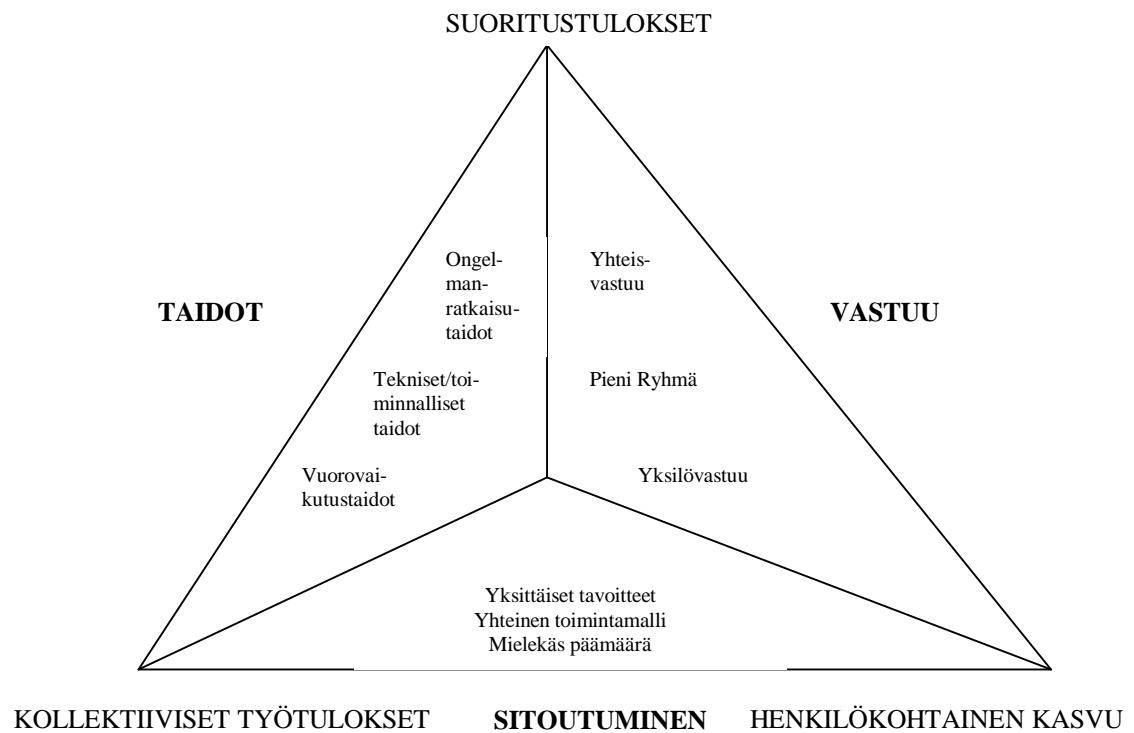 SUORITUSTULOKSET
Ongel-
man-
ratkaisu-
taidot
Yhteis-
vastuu
TAIDOT
VASTUU
Tekniset/toi-
minnalliset
taidot
Pieni Ryhmä
Vuorovai-
kutustaidot
Yksilövastuu
Yksittäiset tavoitteet
Yhteinen toimintamalli
Mielekäs päämäärä
KOLLEKTIIVISET TYÖTULOKSET SITOUTUMINEN HENKILÖKOHTAINEN KASVU